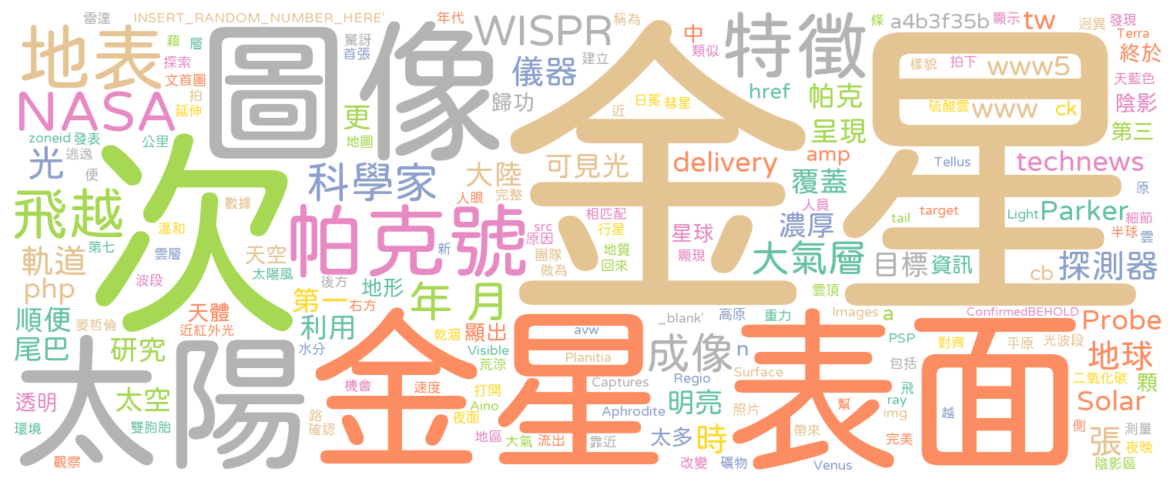 雷達
INSERT_RANDOM_NUMBER_HERE'
年代
稱為
條
a4b3f35b
顯示
tw
迥異
發現
地表
藉
層
圖像
驚訝
首張
WISPR
建立
特徵
中
類似
樣貌
拍下
www5
Terra
終於
探索
文首圖
儀器
金星
href
帕克
天藍色
NASA
拍
延伸
更
歸功
日冕
彗星
硫酸雲
www
ck
陰影
地圖
近
呈現
第三
zoneid
發表
公里
光
逃逸
便
次
科學家
大陸
可見光
delivery
amp
Tellus
technews
完整
覆蓋
原
飛越
數據
人眼
帕克號
相匹配
行星
人員
tail
target
Light
Parker
細節
半球
雲
溫和
src
原因
星球
濃厚
第七
雲層
天空
新
團隊
做為
地質
回來
顯現
大氣層
目標
資訊
cb
探測器
軌道
波段
太陽風
php
後方
地形
年
月
雲頂
第一
右方
天體
順便
麥哲倫
近紅外光
利用
乾涸
顯出
avw
_blank'
高原
重力
Images
a
ConfirmedBEHOLD
Probe
尾巴
研究
水分
太陽
金星
表面
Visible
荒涼
Planitia
成像
n
PSP
對齊
平原
光波段
地球
Surface
包括
機會
速度
打開
Captures
Regio
二氧化碳
顆
透明
太空
夜面
Aino
Aphrodite
明亮
飛
ray
img
幫
越
Solar
環境
雙胞胎
路
確認
照片
側
測量
地區
大氣
流出
靠近
太多
時
帶來
完美
張
夜晚
觀察
改變
礦物
Venus
陰影區